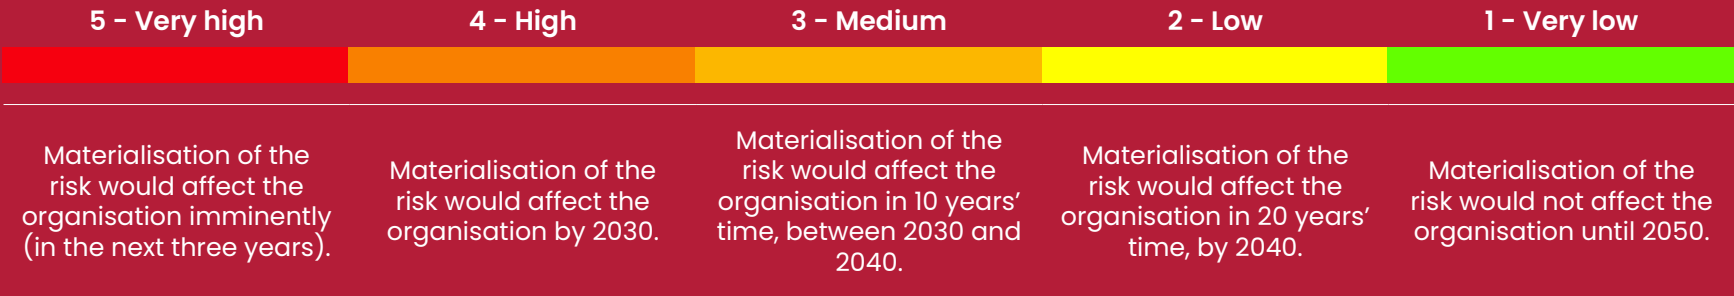 5 - Very high
4 - High
3 - Medium
2 - Low
1 - Very low
Materialisation of the
risk would affect the
organisation imminently
(in the next three years).
Materialisation of the
risk would affect the
organisation by 2030.
Materialisation of the
risk would affect the
organisation in 10 years’
time, between 2030 and
2040.
Materialisation of the
risk would affect the
organisation in 20 years’
time, by 2040.
Materialisation of the
risk would not affect the
organisation until 2050.